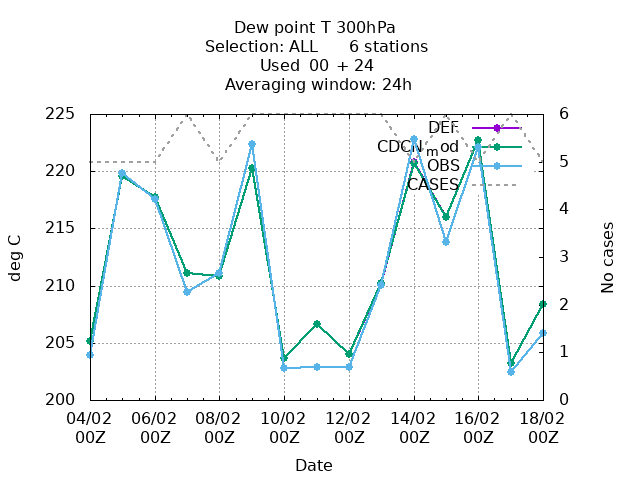 Dew point T 300hPa
Selection: ALL 6 stations
Used 00 + 24
Averaging window: 24h
225 6
DEF
CDCN_mod
220 5
OBS
CASES
215 4
deg C
No cases
3
210
2
205
1
200 0
04/02 06/02 08/02 10/02 12/02 14/02 16/02 18/02
00Z 00Z 00Z 00Z 00Z 00Z 00Z 00Z
Date